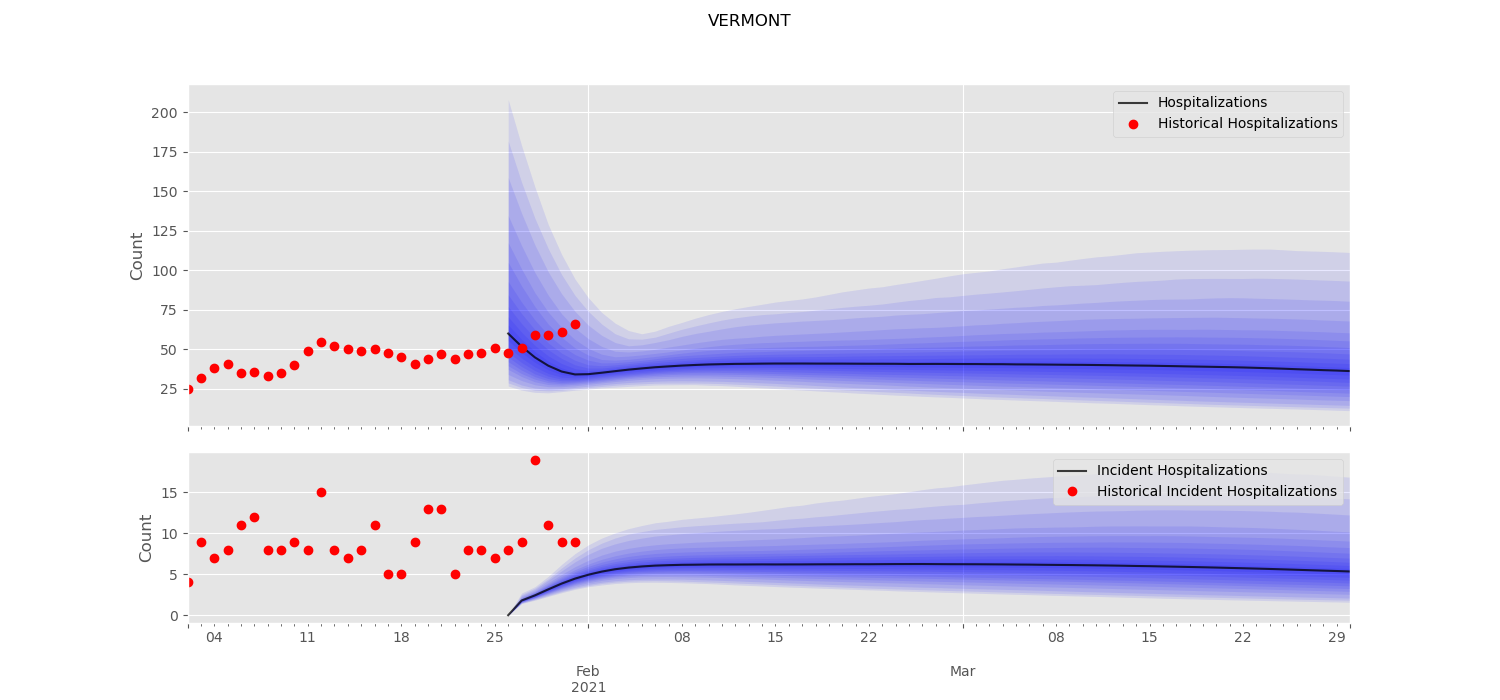 VERMONT
Hospitalizations
Historical Hospitalizations
200
175
150
125
100
75
50
25
Count
Incident Hospitalizations
Historical Incident Hospitalizations
15
10
5
0
Count
04 11 18 25 08 15 22 08 15 22 29
Feb Mar
2021